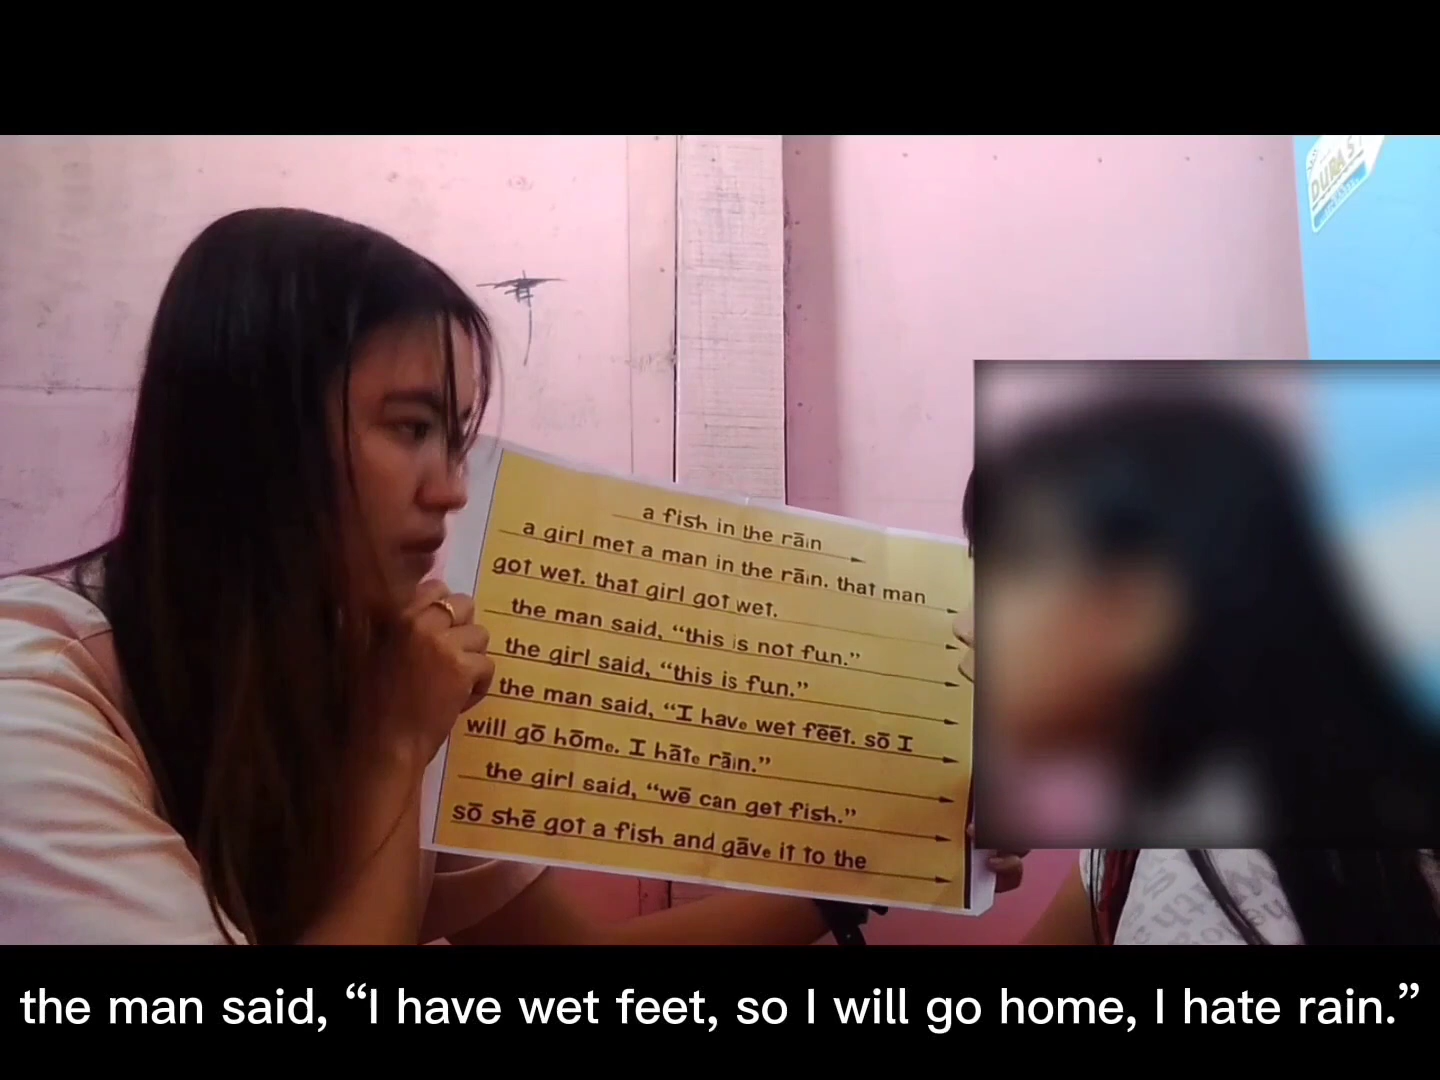 DURAST
a fish in the rāin
a girl met a man in the rāin. that man
got wet. that girl got wet.
the man said, “this is not fun.”
the girl said, “this is fun.”
the man said, “I have wet fēēt. sō I
will gō hōme. I hāte rāin.”
the girl said, “wē can get fish.”
sō shē got a fish and gāve it to the
the man said, “I have wet feet, so I will go home, I hate rain.”